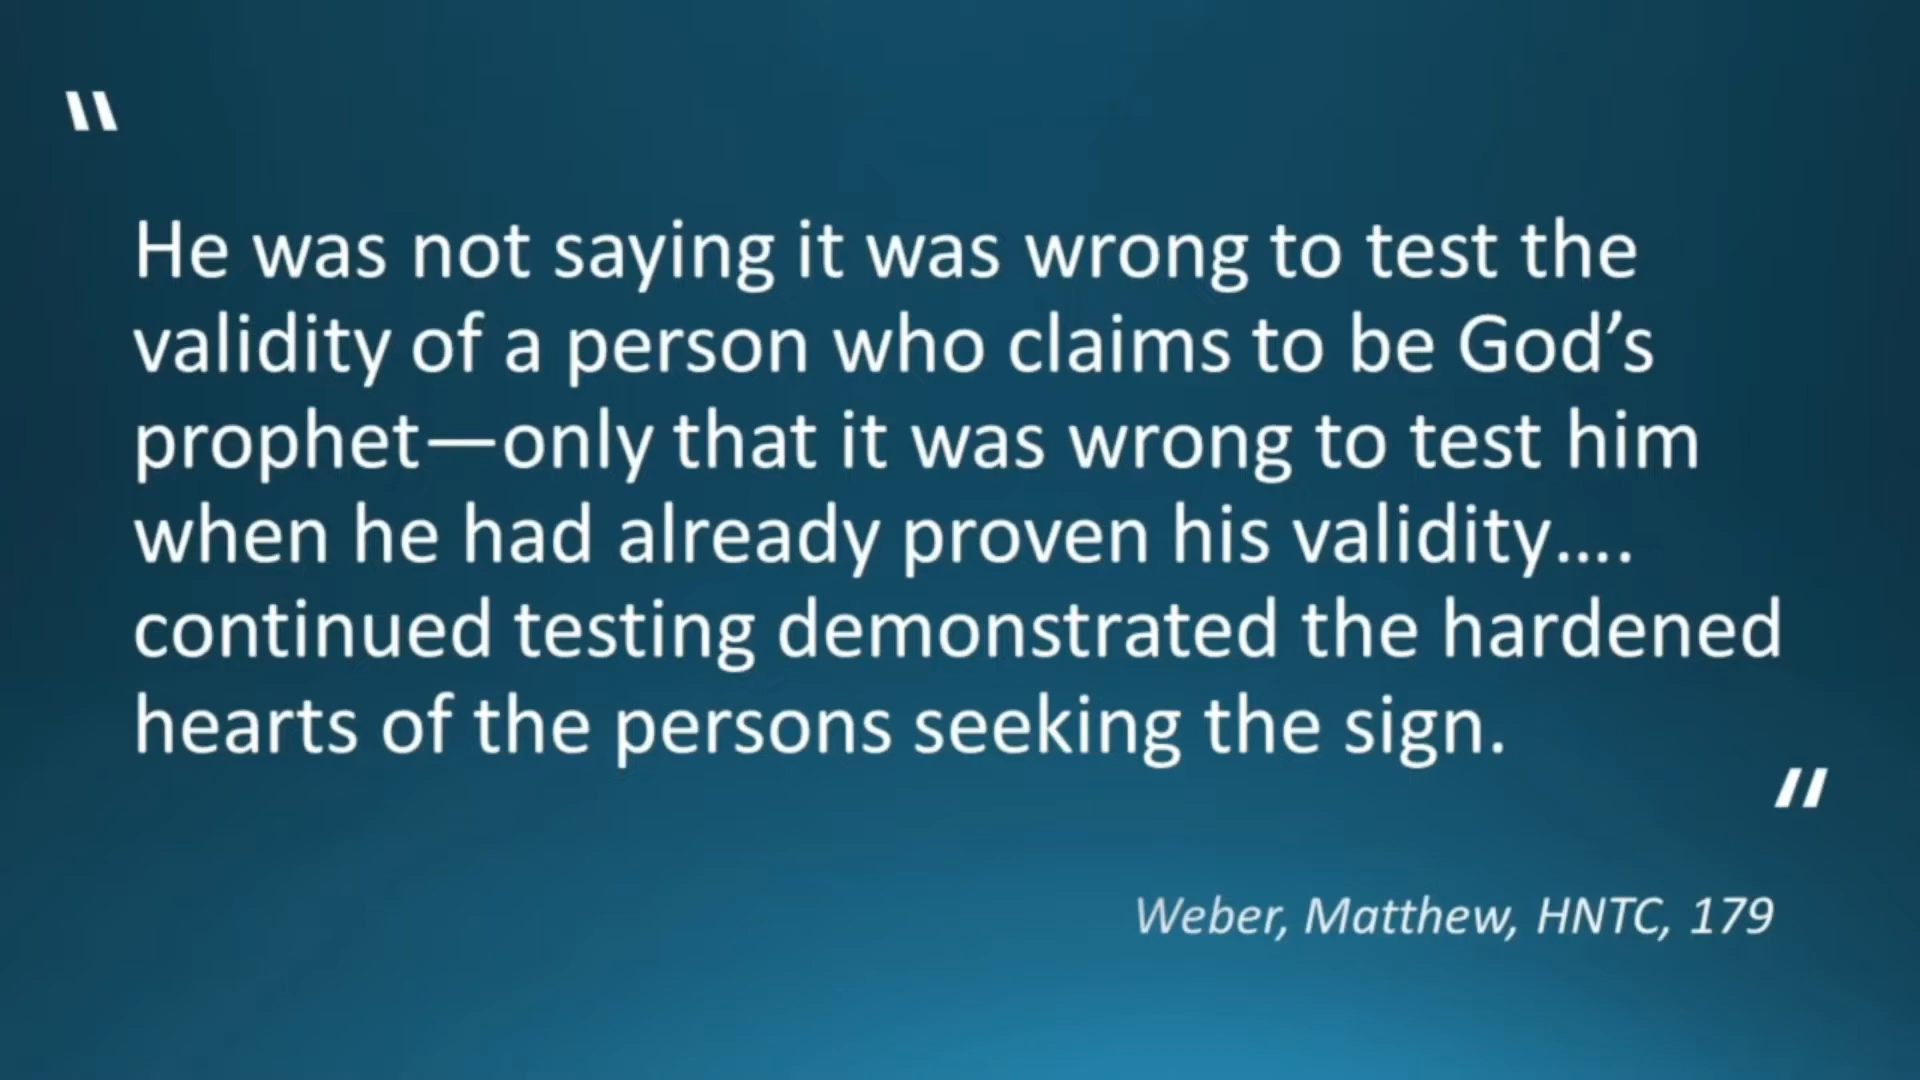 “
He was not saying it was wrong to test the
validity of a person who claims to be God’s
prophet—only that it was wrong to test him
when he had already proven his validity….
continued testing demonstrated the hardened
hearts of the persons seeking the sign.
”
Weber, Matthew, HNTC, 179